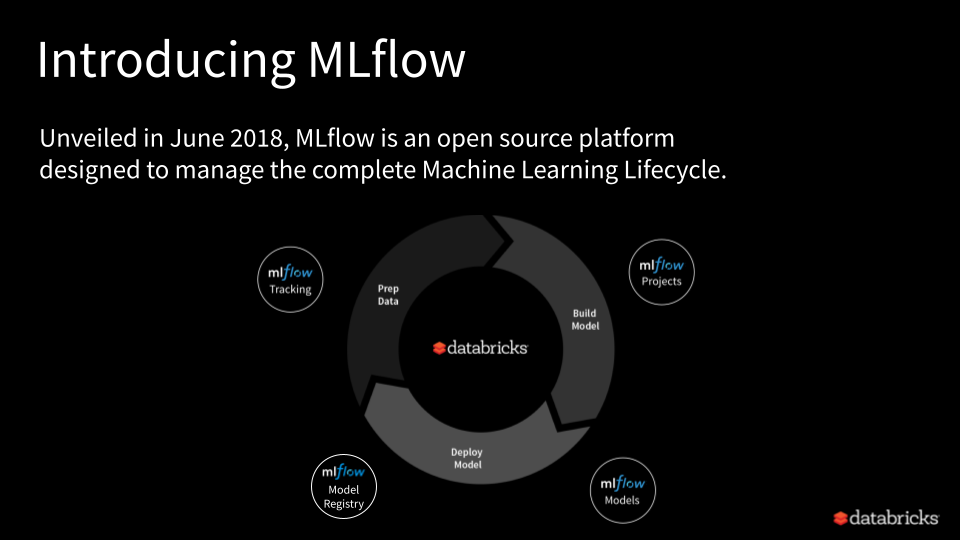 Introducing MLflow
Unveiled in June 2018, MLflow is an open source platform
designed to manage the complete Machine Learning Lifecycle.
mlflow
Tracking
mlflow
Projects
Prep
Data
Build
Model
databricks
Deploy
Model
mlflow
Model
Registry
mlflow
Models
databricks